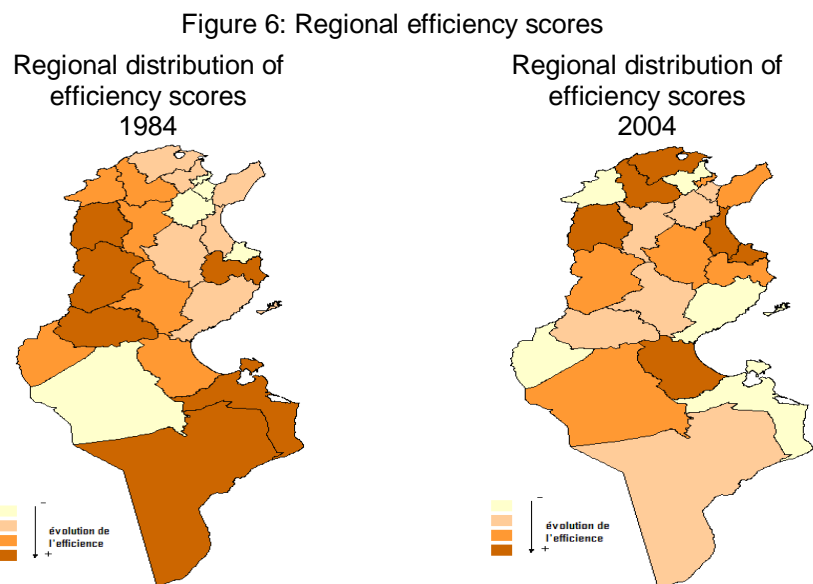 Figure 6: Regional efficiency scores
Regional distribution of
efficiency scores
1984
Regional distribution of
efficiency scores
2004
−
évolution de
l'efficience
+
−
évolution de
l'efficience
+